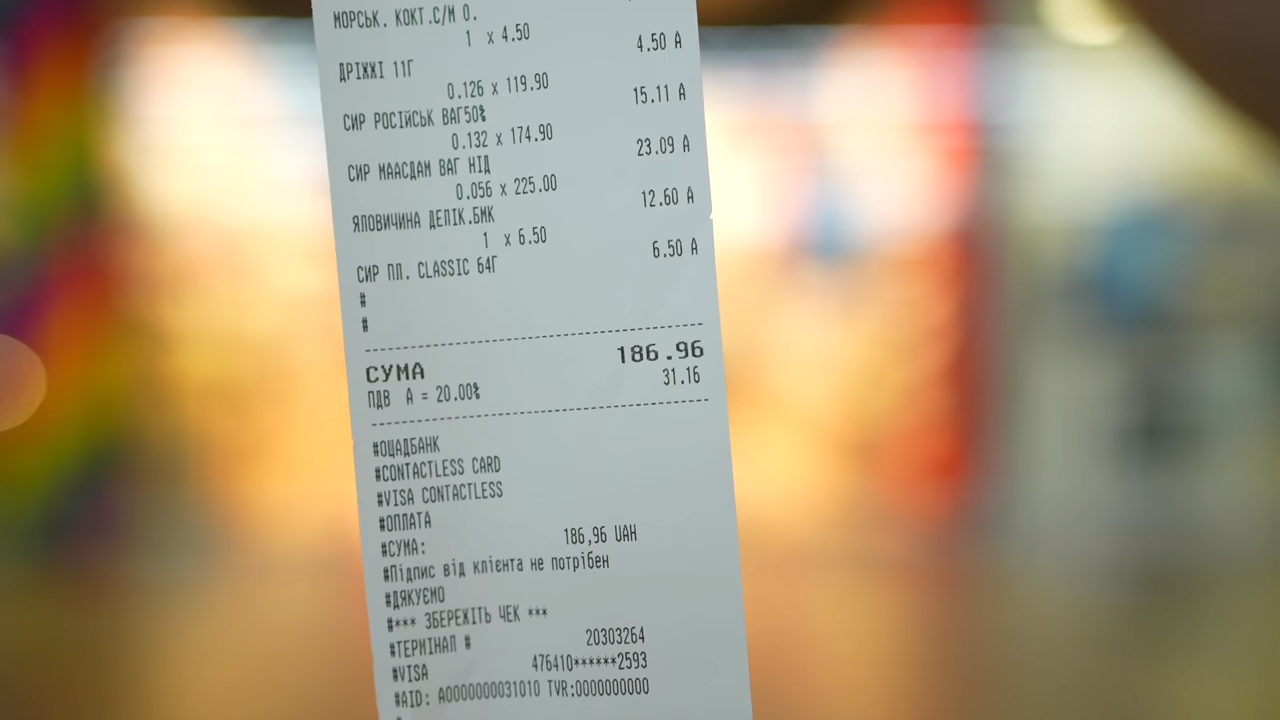 МОРСЬК. КОКТ.С/М О.
1 x 4.50
ДРІЖЖІ 11Г 4.50 А
0.126 x 119.90
СИР РОСІЙСЬК ВАГ50% 15.11 А
0.132 x 174.90
СИР МААСДАМ ВАГ НІД 23.09 А
0.056 x 225.00
ЯЛОВИЧИНА ДЕЛІК.БМК 12.60 А
1 x 6.50
СИР ПЛ. CLASSIC 64Г 6.50 А
#
#
СУМА 186.96
ПДВ А = 20.00% 31.16
#ОЩАДБАНК
#CONTACTLESS CARD
#VISA CONTACTLESS
#ОПЛАТА
#СУМА: 186,96 UAH
#Підпис від клієнта не потрібен
#ДЯКУЄМО
#*** ЗБЕРЕЖІТЬ ЧЕК ***
#ТЕРМІНАЛ # 20303264
#VISA 476410******2593
#AID: A0000000031010 TVR:0000000000